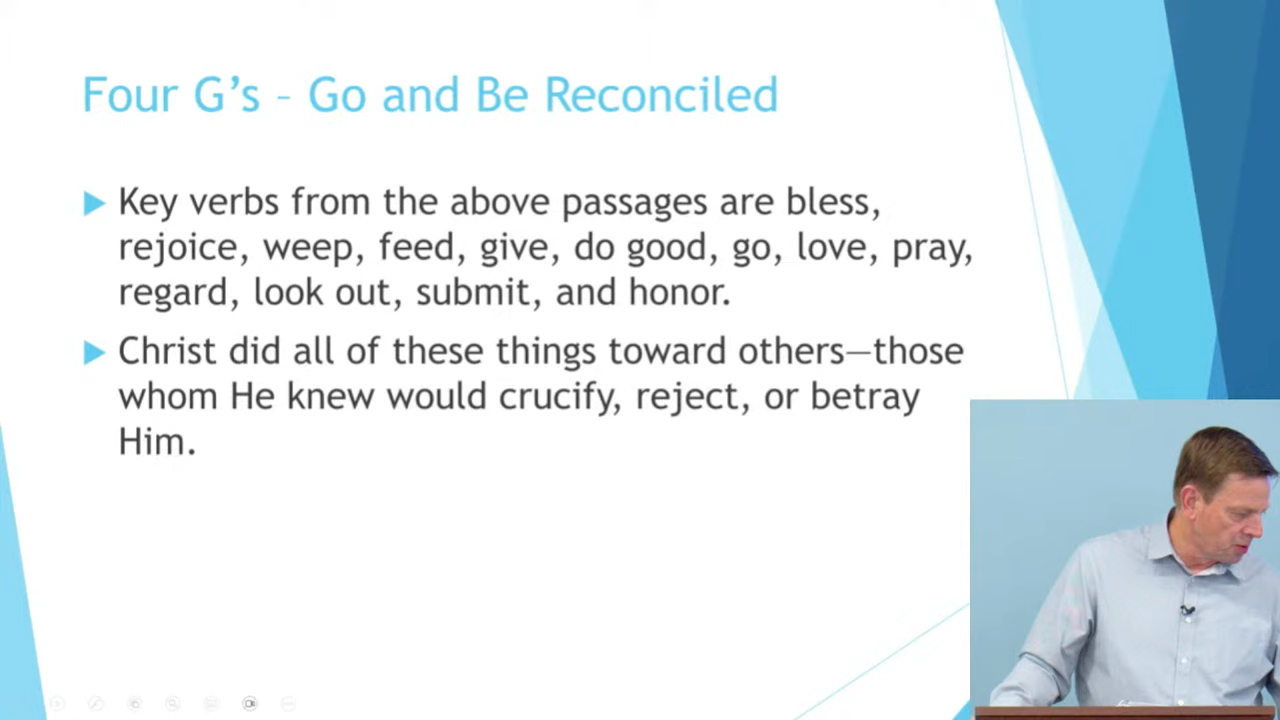 Four G’s – Go and Be Reconciled
Key verbs from the above passages are bless,
rejoice, weep, feed, give, do good, go, love, pray,
regard, look out, submit, and honor.
Christ did all of these things toward others—those
whom He knew would crucify, reject, or betray
Him.